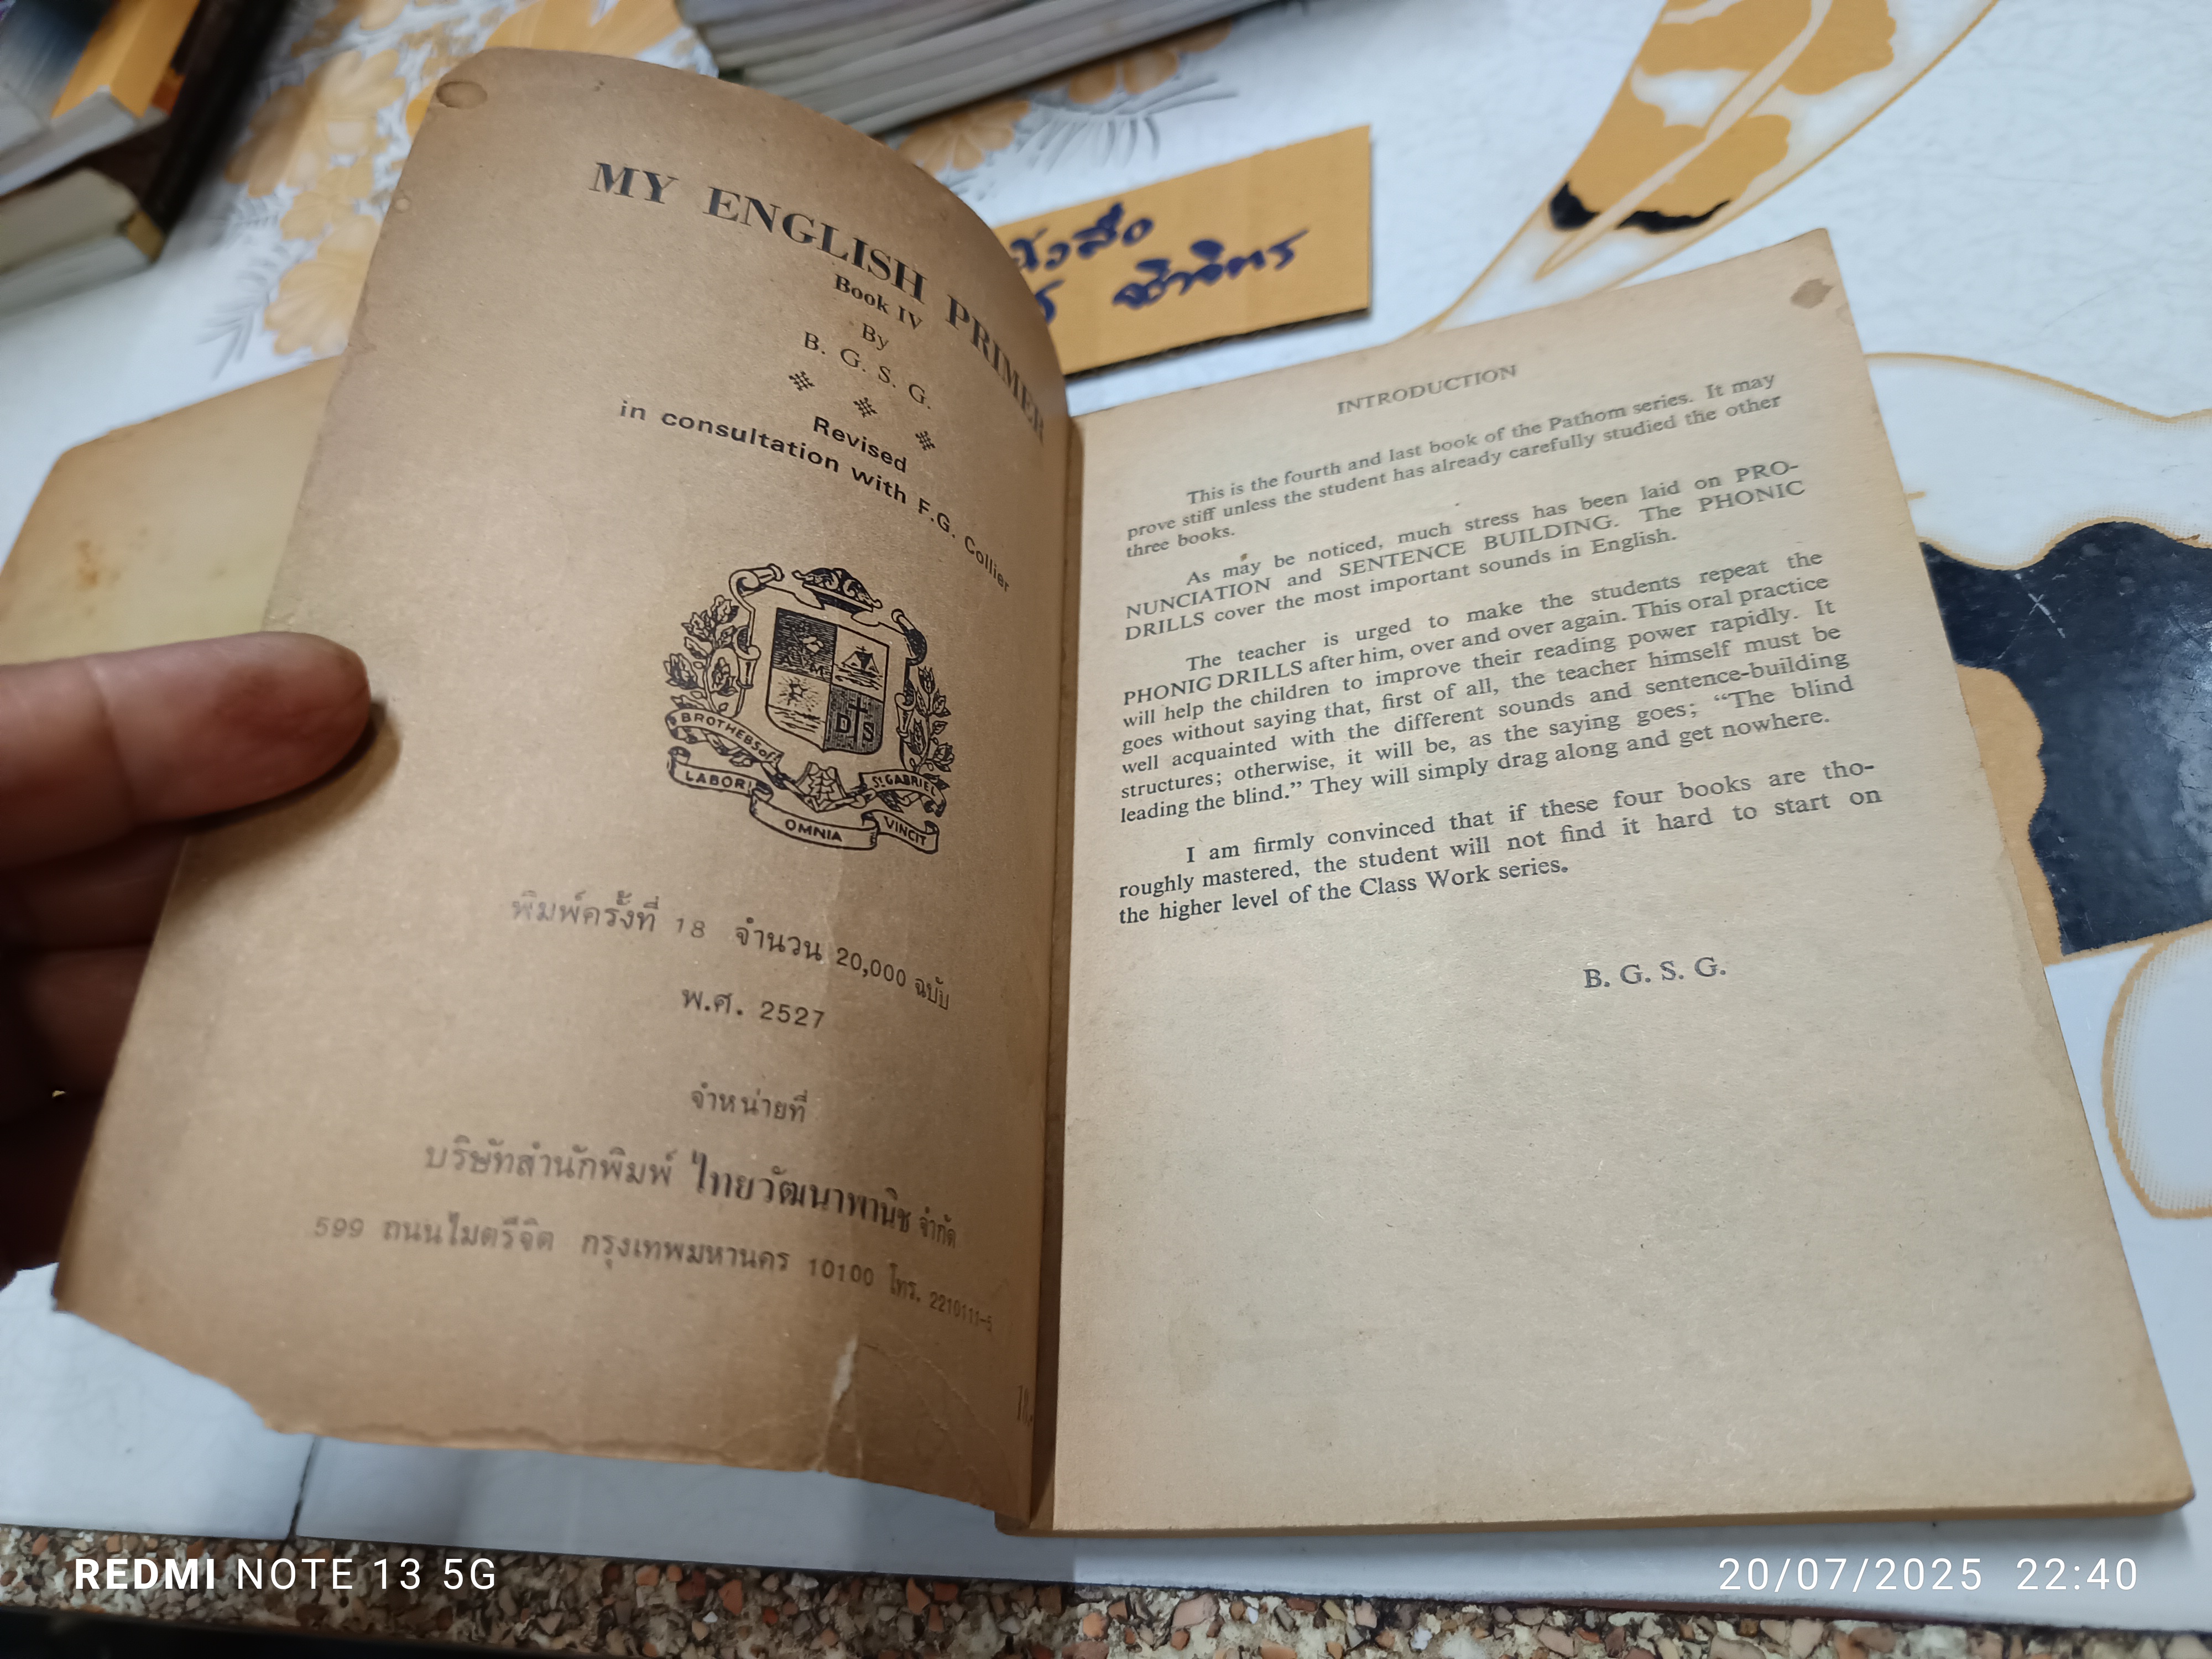 MY ENGLISH PRIMER
Book IV
By
B. G. S. G.
Revised
in consultation with F.G. Collier
M
D S
BROTHERS of
ST GABRIEL
LABOR
OMNIA
VINCIT
พิมพ์ครั้งที่ 18 จำนวน 20,000 ฉบับ
พ.ศ. 2527
จำหน่ายที่
บริษัทสำนักพิมพ์ ไทยวัฒนาพานิช จำกัด
599 ถนนไมตรีจิต กรุงเทพมหานคร 10100 โทร. 2210111-5
INTRODUCTION
This is the fourth and last book of the Pathom series. It may
prove stiff unless the student has already carefully studied the other
three books.
As may be noticed, much stress has been laid on PRO-
NUNCIATION and SENTENCE BUILDING. The PHONIC
DRILLS cover the most important sounds in English.
The teacher is urged to make the students repeat the
PHONIC DRILLS after him, over and over again. This oral practice
will help the children to improve their reading power rapidly. It
goes without saying that, first of all, the teacher himself must be
well acquainted with the different sounds and sentence-building
structures; otherwise, it will be, as the saying goes; “The blind
leading the blind.” They will simply drag along and get nowhere.
I am firmly convinced that if these four books are tho-
roughly mastered, the student will not find it hard to start on
the higher level of the Class Work series.
B. G. S. G.
REDMI NOTE 13 5G
20/07/2025 22:40